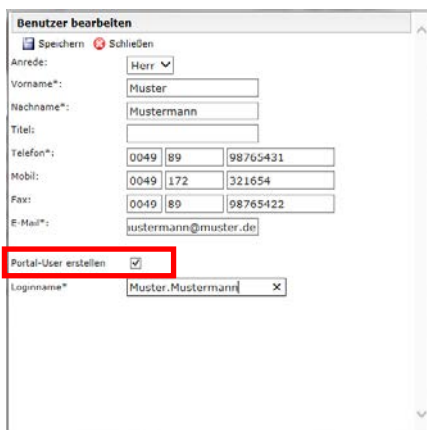 Benutzer bearbeiten
Speichern Schließen
Anrede: Herr
Vorname*: Muster
Nachname*: Mustermann
Titel:
Telefon*: 0049 89 98765431
Mobil: 0049 172 321654
Fax: 0049 89 98765422
E-Mail*: ustermann@muster.de
Portal-User erstellen
Loginname* Muster.Mustermann